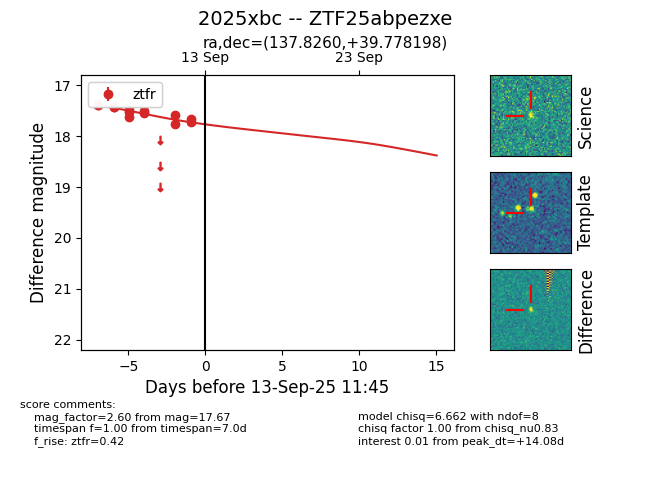 2025xbc -- ZTF25abpezxe
ra,dec=(137.8260,+39.778198)
13 Sep
23 Sep
ztfr
17
18
19
20
21
22
Difference magnitude
−5
0
5
10
15
Days before 13-Sep-25 11:45
Science
Template
Difference
score comments:
mag_factor=2.60 from mag=17.67
timespan f=1.00 from timespan=7.0d
f_rise: ztfr=0.42
model chisq=6.662 with ndof=8
chisq factor 1.00 from chisq_nu0.83
interest 0.01 from peak_dt=+14.08d